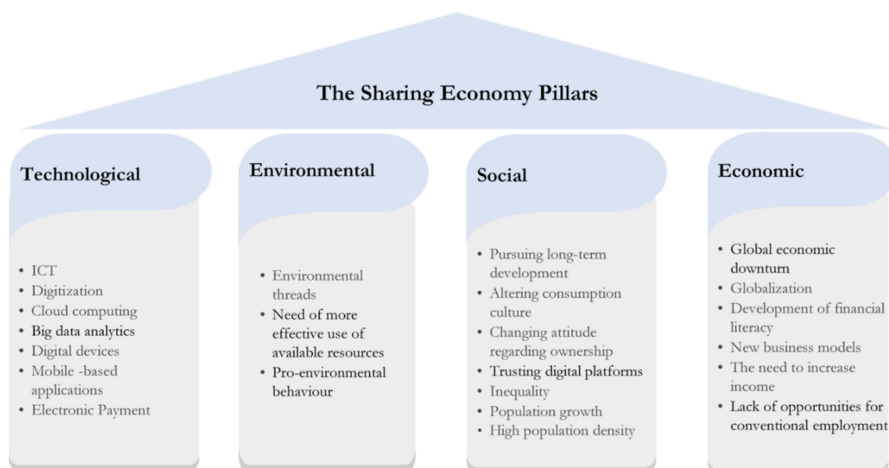 The Sharing Economy Pillars
Technological
• ICT
• Digitization
• Cloud computing
• Big data analytics
• Digital devices
• Mobile -based
applications
• Electronic Payment
Environmental
• Environmental
threads
• Need of more
effective use of
available resources
• Pro-environmental
behaviour
Social
• Pursuing long-term
development
• Altering consumption
culture
• Changing attitude
regarding ownership
• Trusting digital platforms
• Inequality
• Population growth
• High population density
Economic
• Global economic
downturn
• Globalization
• Development of financial
literacy
• New business models
• The need to increase
income
• Lack of opportunities for
conventional employment